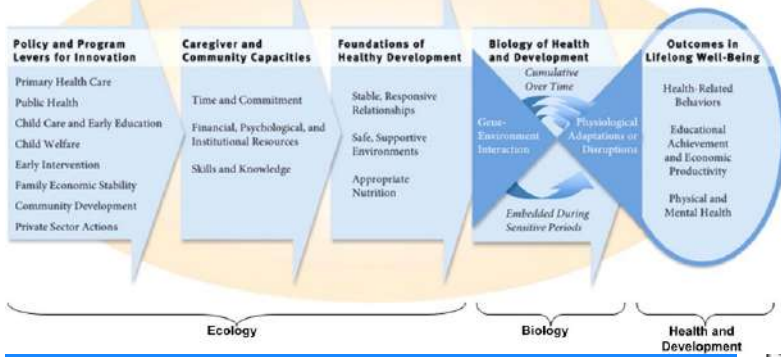 Policy and Program
Levers for Innovation
Primary Health Care
Public Health
Child Care and Early Education
Child Welfare
Early Intervention
Family Economic Stability
Community Development
Private Sector Actions
Caregiver and
Community Capacities
Time and Commitment
Financial, Psychological, and
Institutional Resources
Skills and Knowledge
Foundations of
Healthy Development
Stable, Responsive
Relationships
Safe, Supportive
Environments
Appropriate
Nutrition
Biology of Health
and Development
Cumulative
Over Time
Gene-
Environment
Interaction
Physiological
Adaptations or
Disruptions
Embedded During
Sensitive Periods
Outcomes in
Lifelong Well-Being
Health-Related
Behaviors
Educational
Achievement
and Economic
Productivity
Physical and
Mental Health
Ecology
Biology
Health and
Development